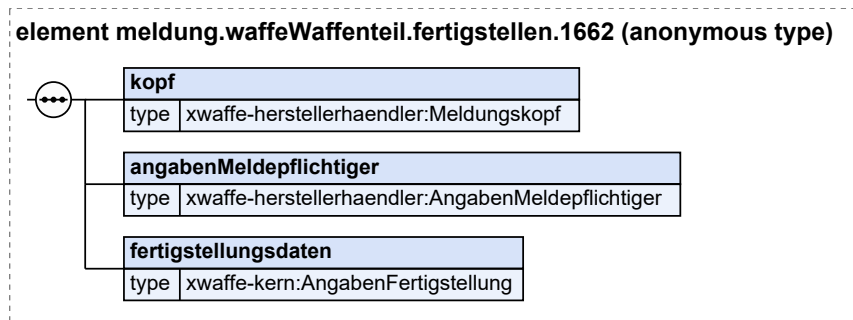 element meldung.waffeWaffenteil.fertigstellen.1662 (anonymous type)
kopf
type xwaffe-herstellerhaendler:Meldungskopf
angabenMeldepflichtiger
type xwaffe-herstellerhaendler:AngabenMeldepflichtiger
fertigstellungsdaten
type xwaffe-kern:AngabenFertigstellung